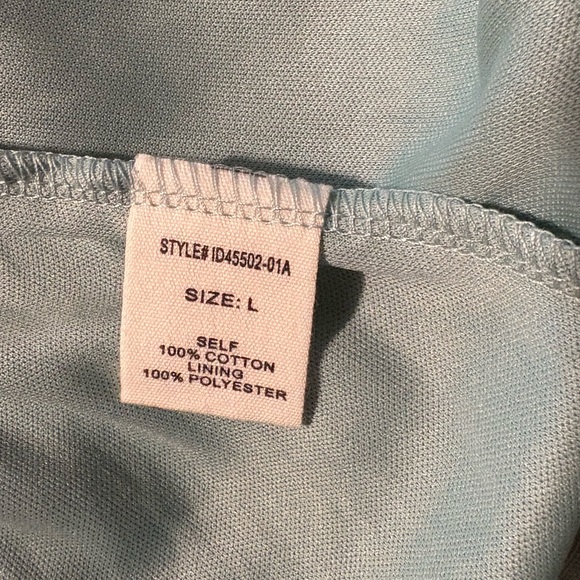 STYLE# ID45502-01A
SIZE: L
SELF
100% COTTON
LINING
100% POLYESTER